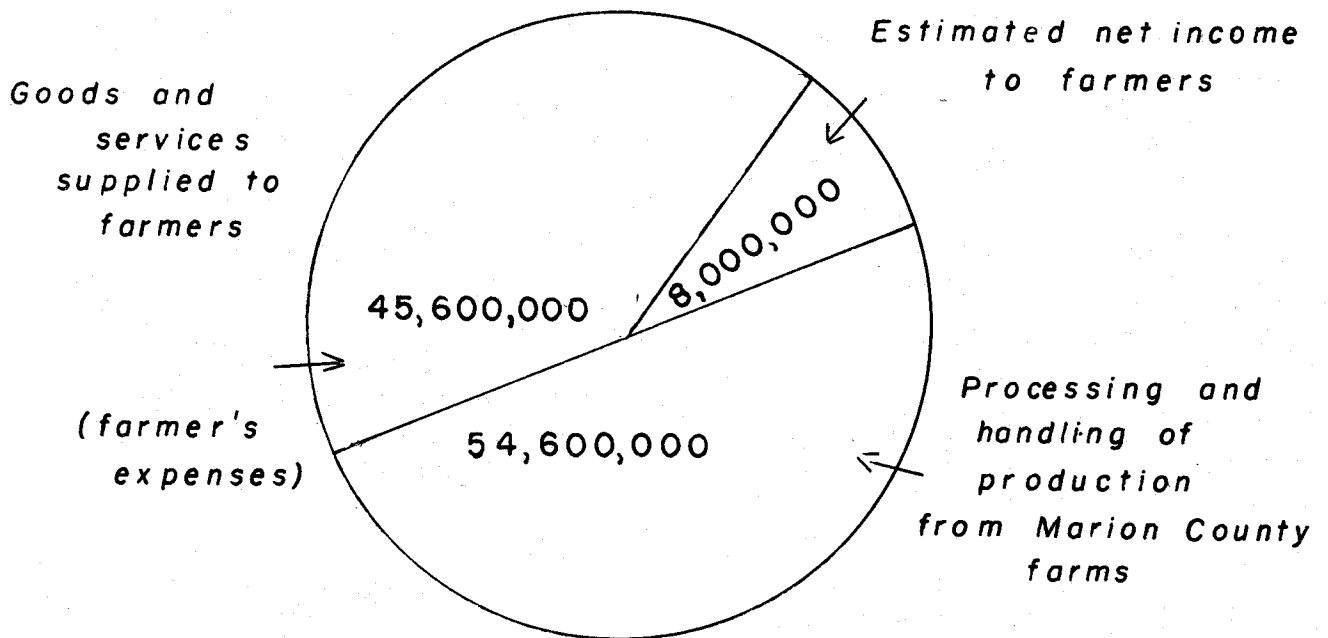 Estimated net income
to farmers
Goods and
services
supplied to
farmers
8,000,000
45,600,000
(farmer's
expenses)
54,600,000
Processing and
handling of
production
from Marion County
farms